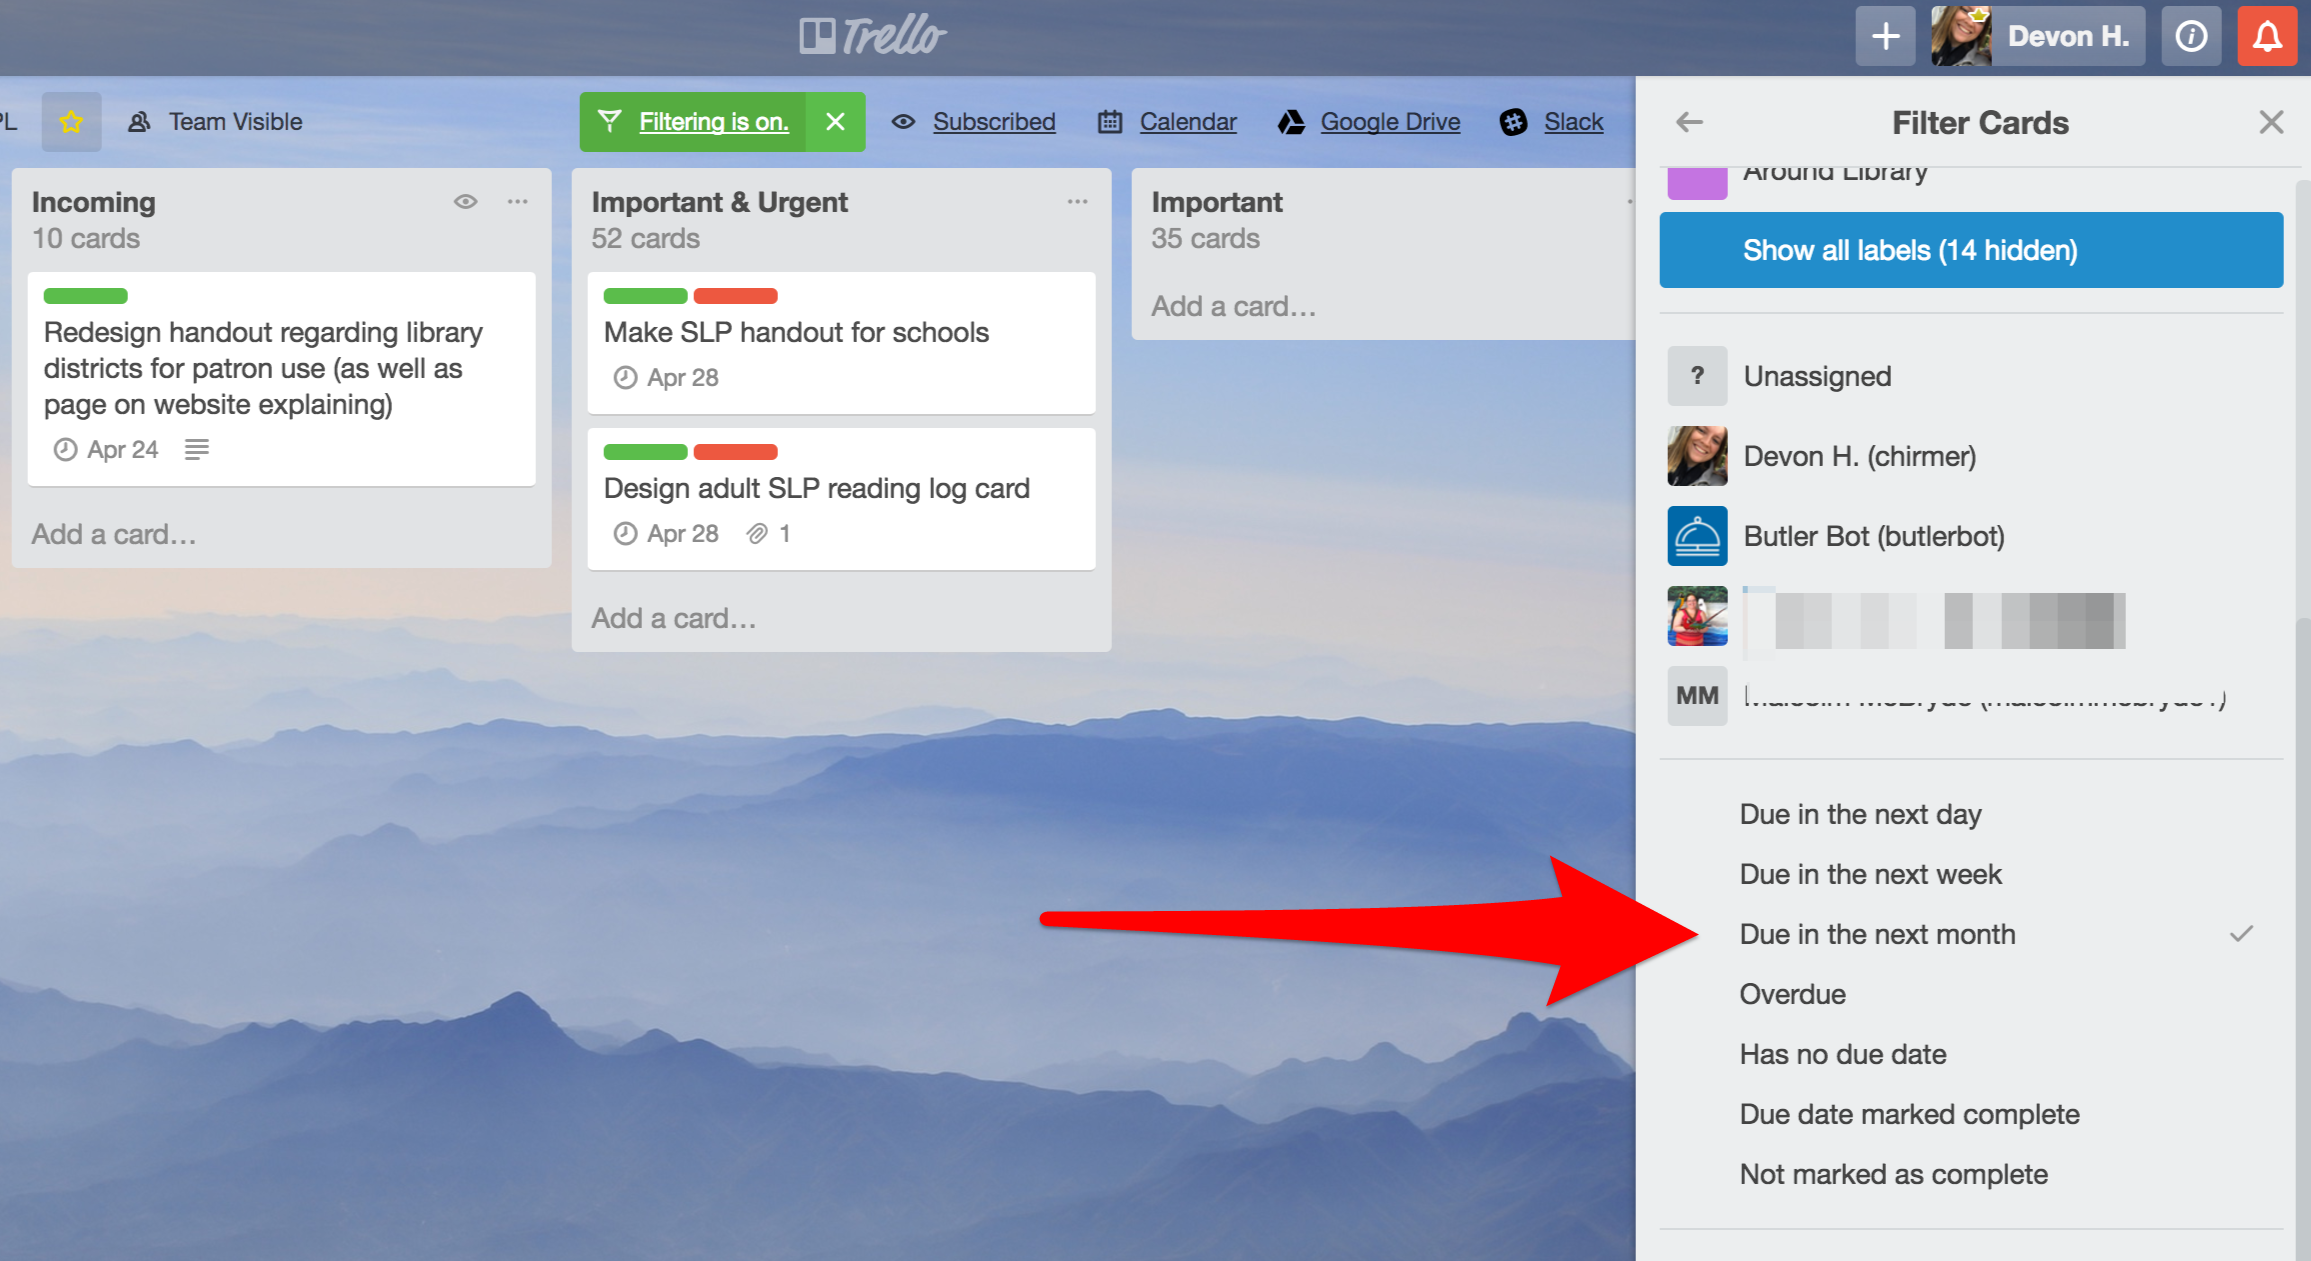 Trello
Devon H.
PL
Team Visible
Filtering is on.
Subscribed
Calendar
Google Drive
Slack
Incoming
10 cards
Redesign handout regarding library
districts for patron use (as well as
page on website explaining)
Apr 24
Add a card…
Important & Urgent
52 cards
Make SLP handout for schools
Apr 28
Design adult SLP reading log card
Apr 28
1
Add a card…
Important
35 cards
Add a card…
Filter Cards
Around Library
Show all labels (14 hidden)
? Unassigned
Devon H. (chirmer)
Butler Bot (butlerbot)
MM
Due in the next day
Due in the next week
Due in the next month
Overdue
Has no due date
Due date marked complete
Not marked as complete